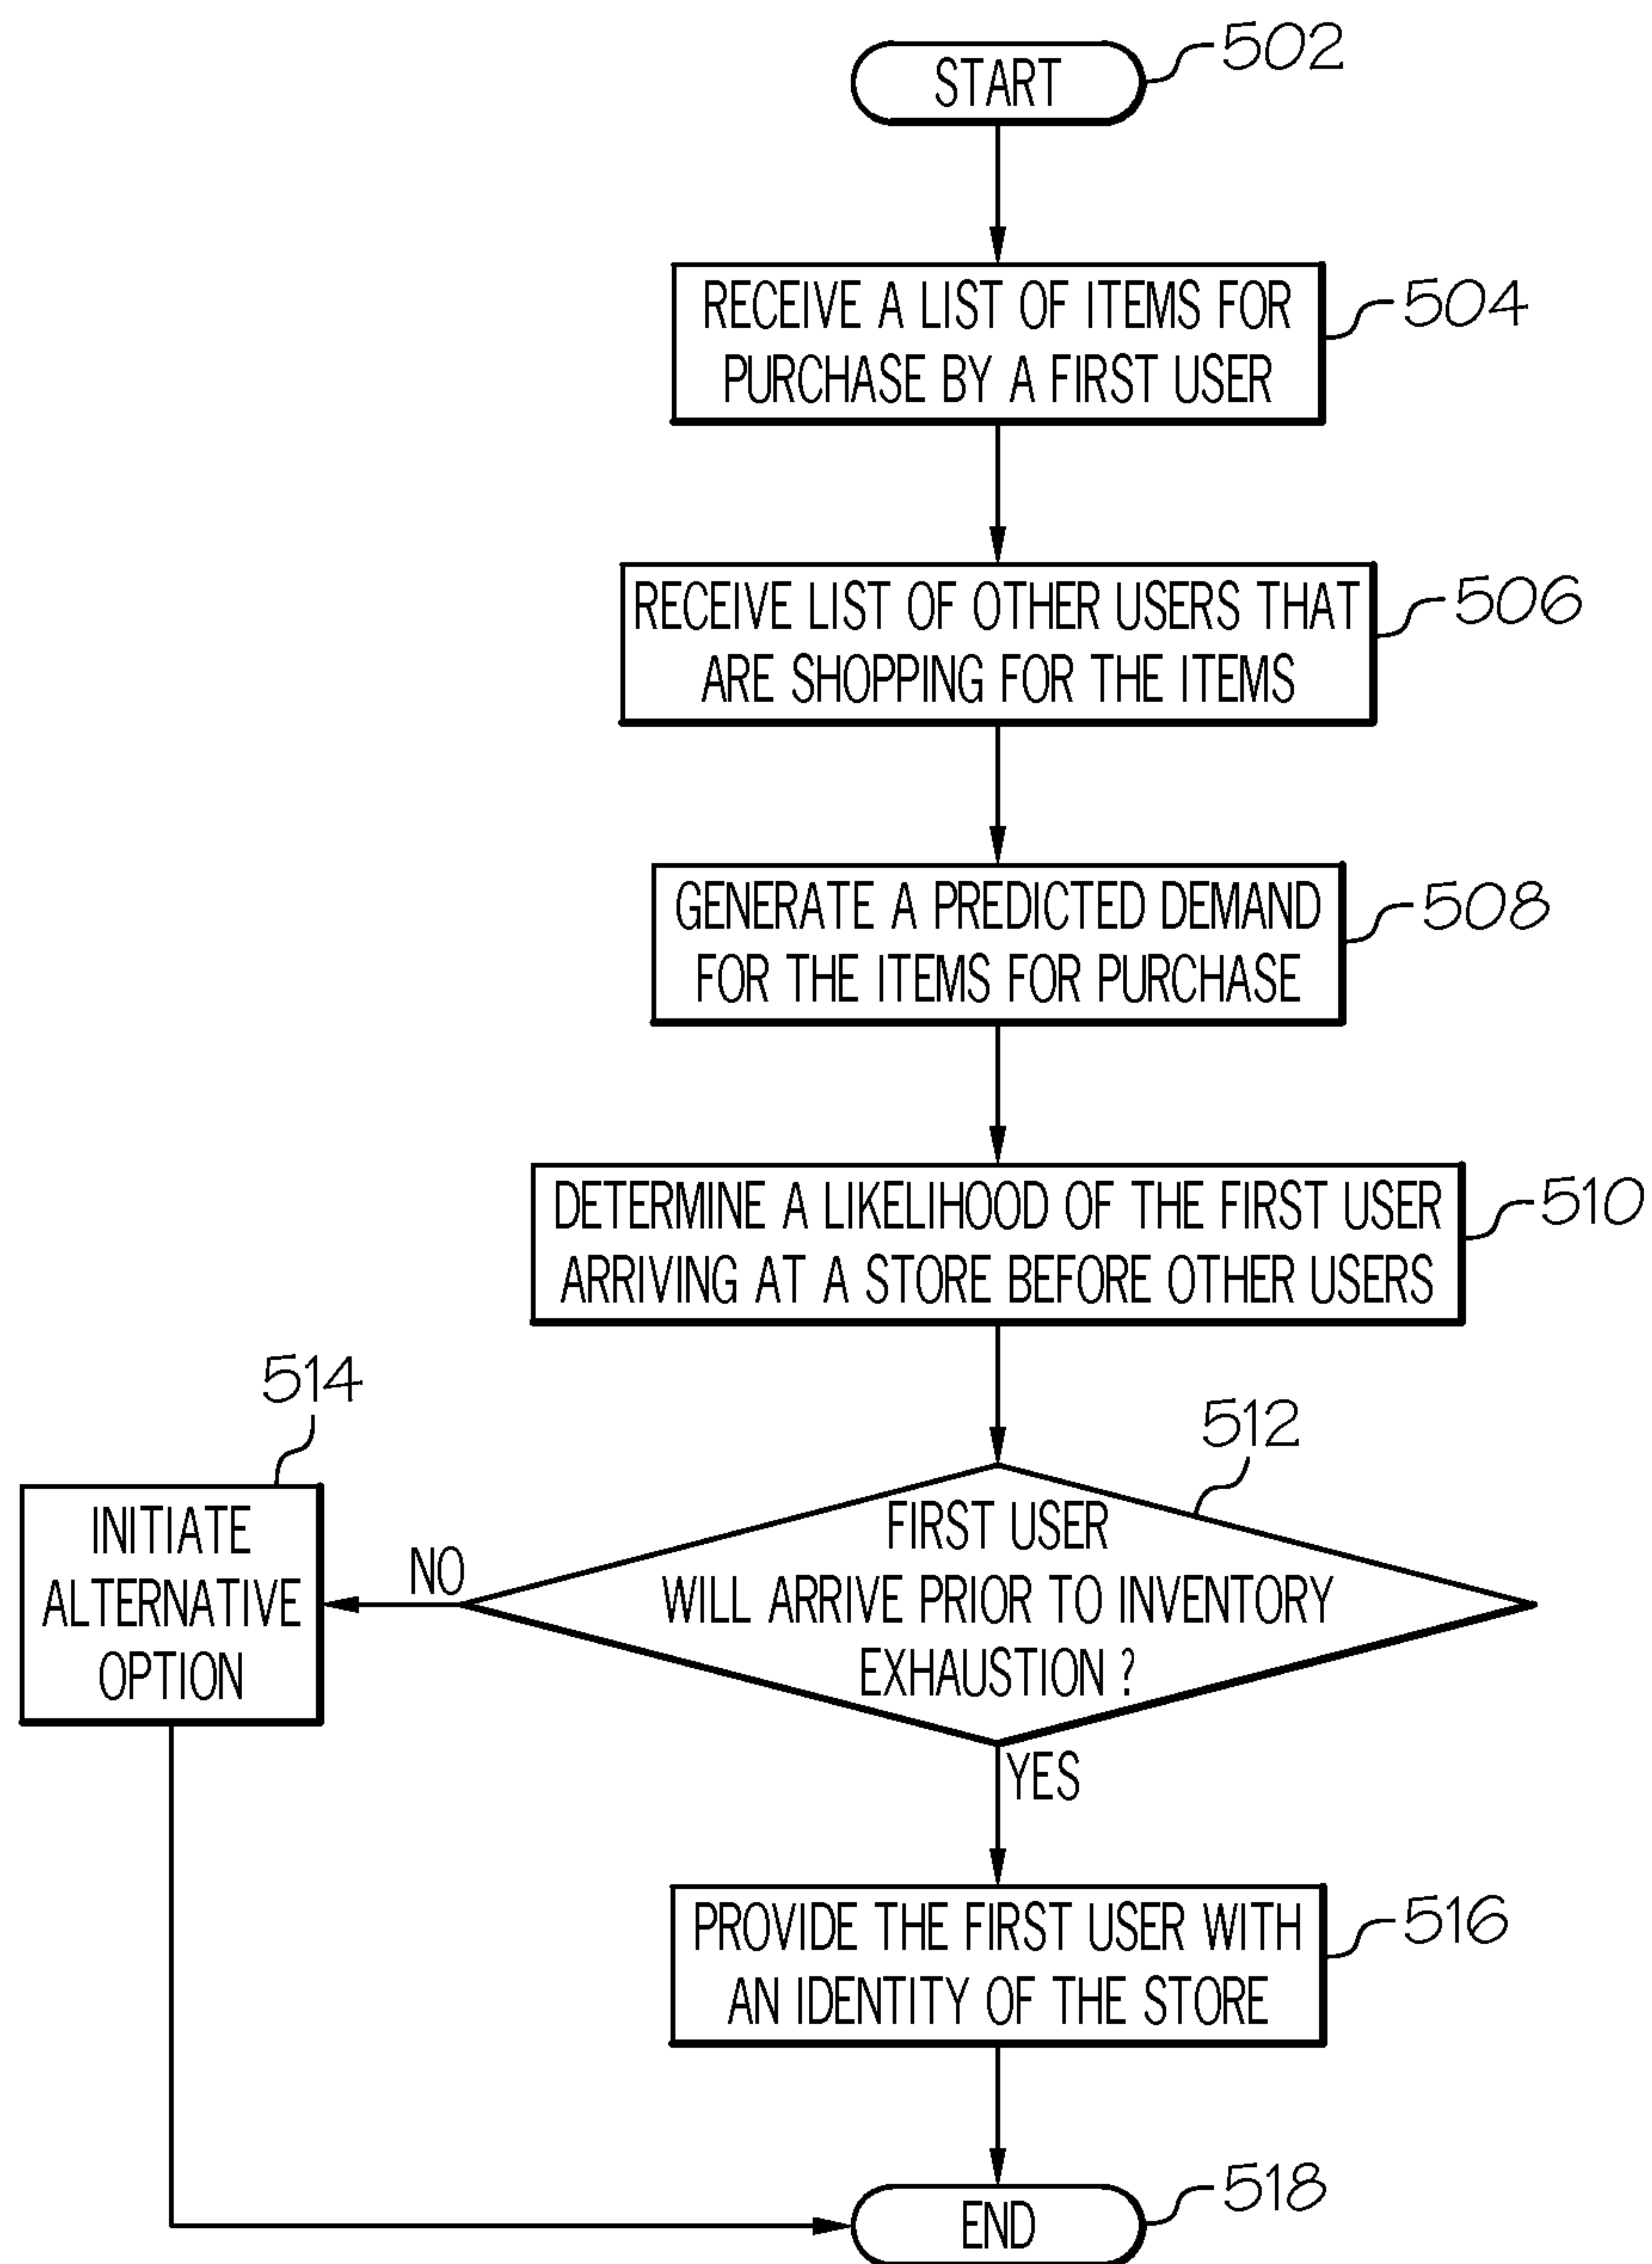 START
502
RECEIVE A LIST OF ITEMS FOR
PURCHASE BY A FIRST USER
504
RECEIVE LIST OF OTHER USERS THAT
ARE SHOPPING FOR THE ITEMS
506
GENERATE A PREDICTED DEMAND
FOR THE ITEMS FOR PURCHASE
508
DETERMINE A LIKELIHOOD OF THE FIRST USER
ARRIVING AT A STORE BEFORE OTHER USERS
510
FIRST USER
WILL ARRIVE PRIOR TO INVENTORY
EXHAUSTION ?
512
NO
INITIATE
ALTERNATIVE
OPTION
514
YES
PROVIDE THE FIRST USER WITH
AN IDENTITY OF THE STORE
516
END
518